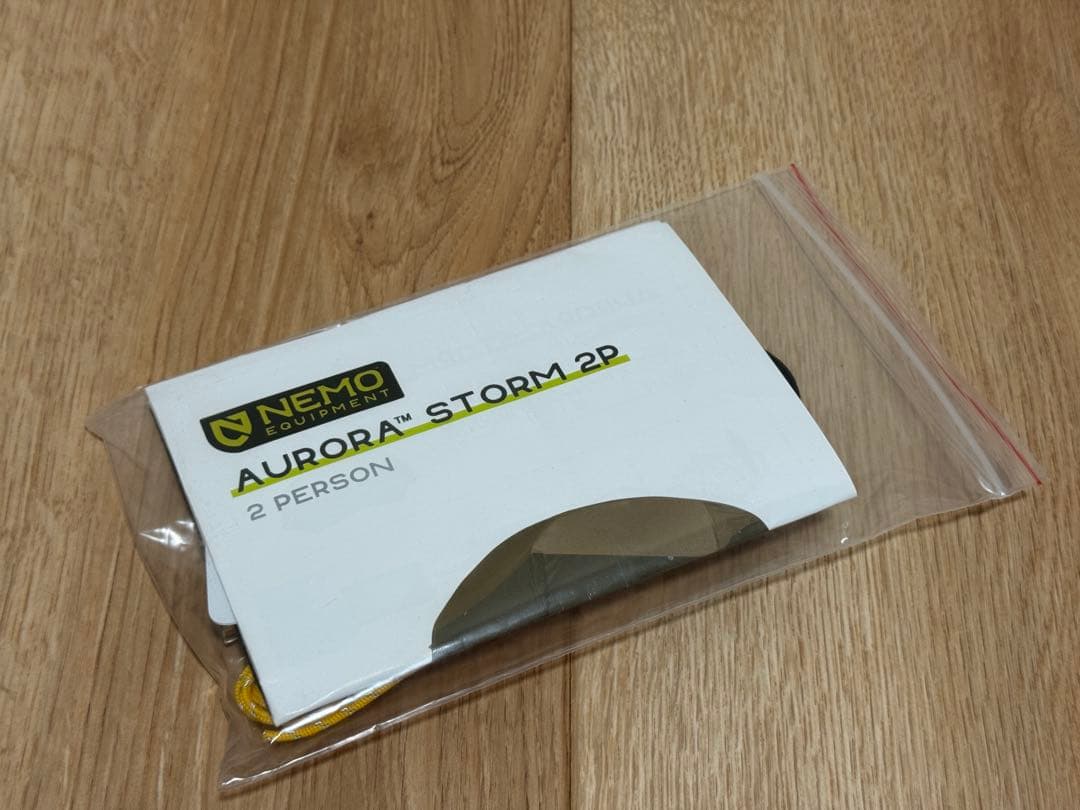 NEMO
EQUIPMENT
AURORA™ STORM 2P
2 PERSON